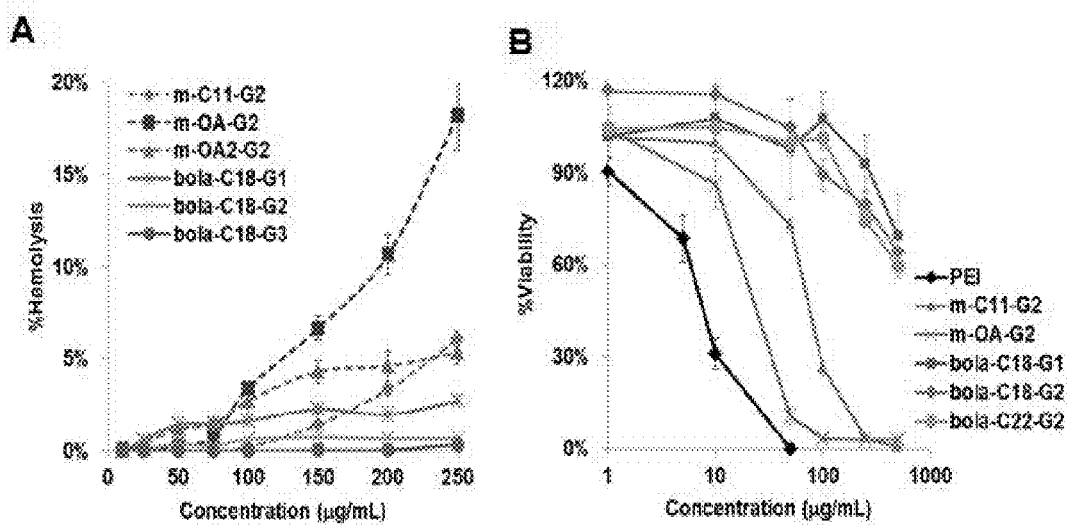 A
20%
15%
10%
5%
0%
%Hemolysis
m-C11-G2
m-OA-G2
m-OA2-G2
bola-C18-G1
bola-C18-G2
bola-C18-G3
0 50 100 150 200 250
Concentration (µg/mL)
B
120%
90%
60%
30%
0%
%Viability
PEI
m-C11-G2
m-OA-G2
bola-C18-G1
bola-C18-G2
bola-C22-G2
1 10 100 1000
Concentration (µg/mL)